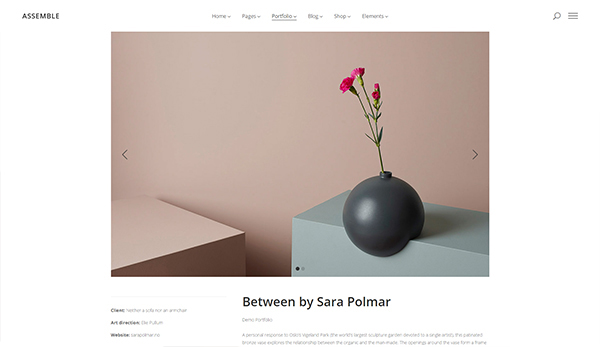 ASSEMBLE
Home Pages Portfolio Blog Shop Elements
Between by Sara Polmar
Client: Neither a sofa nor an armchair
Demo Portfolio
Art direction: Ole Fullum
Website: sarapolmar.no
A personal response to Oslo's Vigeland Park (the world's largest sculpture garden devoted to a single artist), this patinated
bronze vase explores the relationship between the organic and the man-made. The openings around the vase form a frame